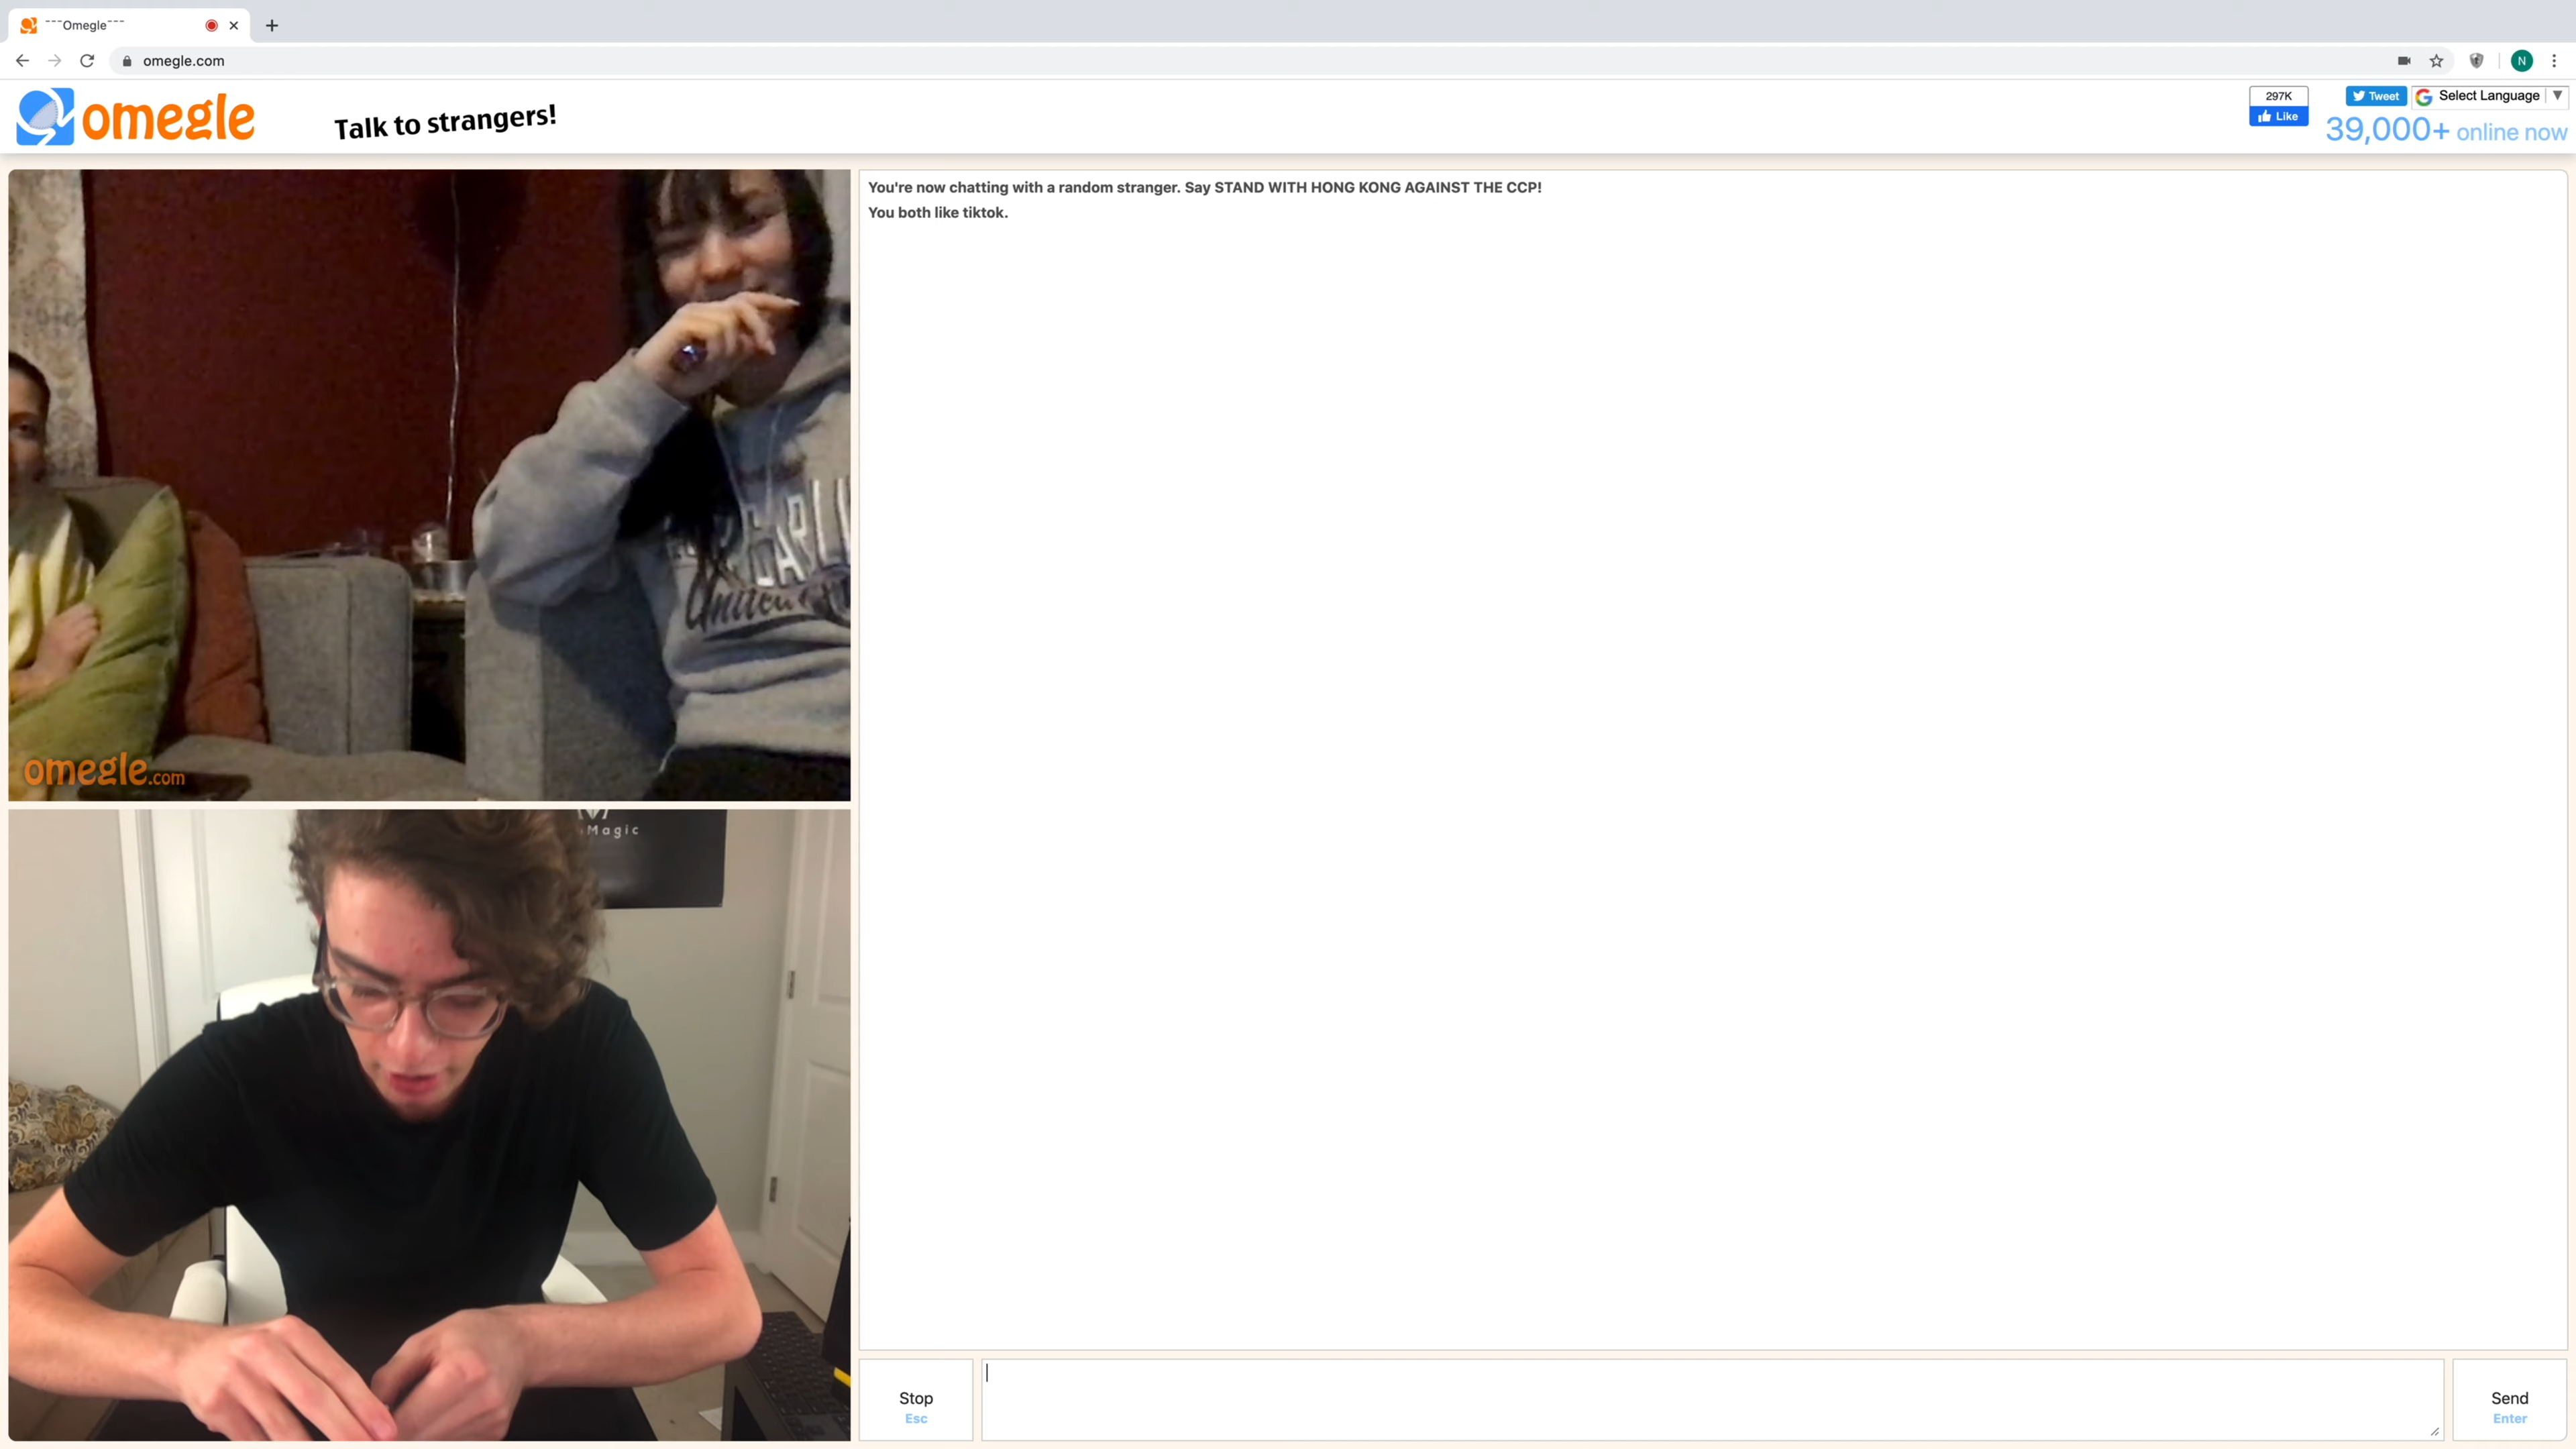 ---Omegle---
omegle.com
N
omegle
Talk to strangers!
297K
Like
Tweet
Select Language
39,000+ online now
You're now chatting with a random stranger. Say STAND WITH HONG KONG AGAINST THE CCP!
You both like tiktok.
omegle.com
Magic
Stop
Esc
Send
Enter